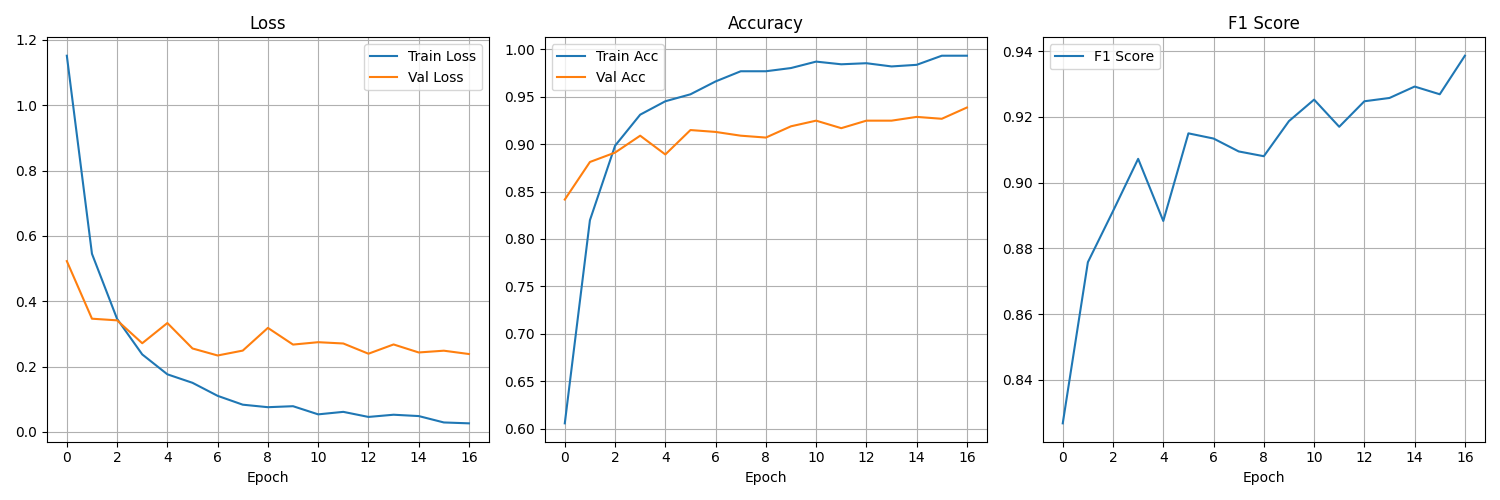 Loss
1.2
1.0
0.8
0.6
0.4
0.2
0.0
Train Loss
Val Loss
0 2 4 6 8 10 12 14 16
Epoch
Accuracy
1.00
0.95
0.90
0.85
0.80
0.75
0.70
0.65
0.60
Train Acc
Val Acc
0 2 4 6 8 10 12 14 16
Epoch
F1 Score
0.94
0.92
0.90
0.88
0.86
0.84
F1 Score
0 2 4 6 8 10 12 14 16
Epoch